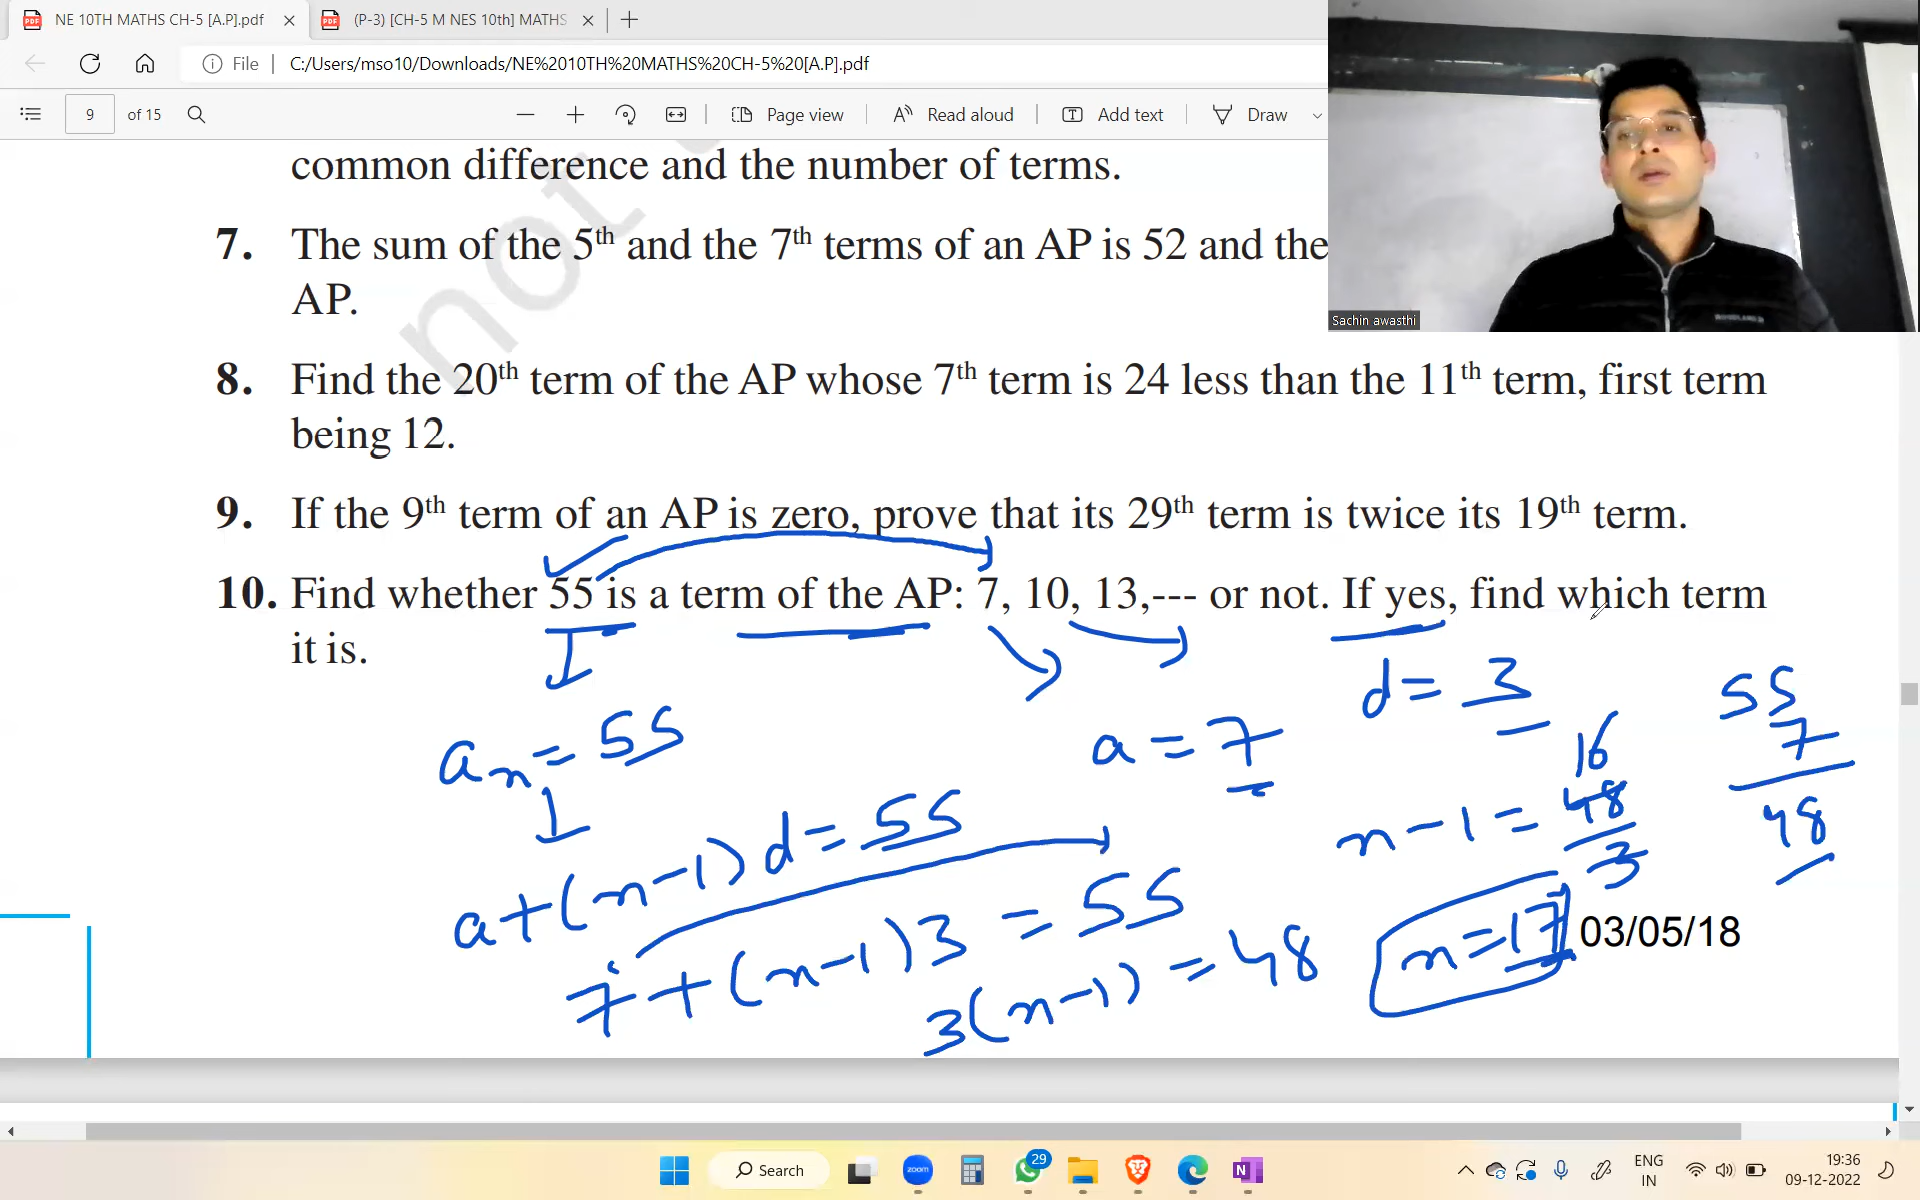 NE 10TH MATHS CH-5 [A.P].pdf
(P-3) [CH-5 M NES 10th] MATHS
File
C:/Users/mso10/Downloads/NE%2010TH%20MATHS%20CH-5%20[A.P].pdf
9 of 15
Page view
Read aloud
Add text
Draw
Sachin awasthi
not
common difference and the number of terms.
7. The sum of the 5th and the 7th terms of an AP is 52 and the
AP.
8. Find the 20th term of the AP whose 7th term is 24 less than the 11th term, first term
being 12.
9. If the 9th term of an AP is zero, prove that its 29th term is twice its 19th term.
10. Find whether 55 is a term of the AP: 7, 10, 13,--- or not. If yes, find which term
it is.
d = 3
55
7
48
an = 55
a = 7
16
n-1 = 48
3
a+(n-1)d = 55
7+(n-1)3 = 55
3(n-1) = 48
n=17
03/05/18
Search
zoom
29
N
ENG
IN
19:36
09-12-2022